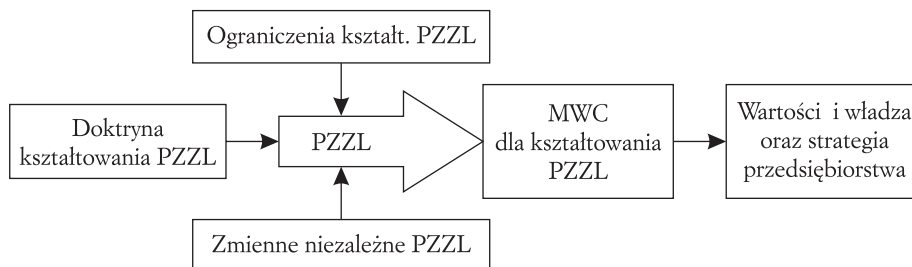 Ograniczenia kształt. PZZL
Doktryna
kształtowania PZZL
PZZL
MWC
dla kształtowania
PZZL
Wartości i władza
oraz strategia
przedsiębiorstwa
Zmienne niezależne PZZL